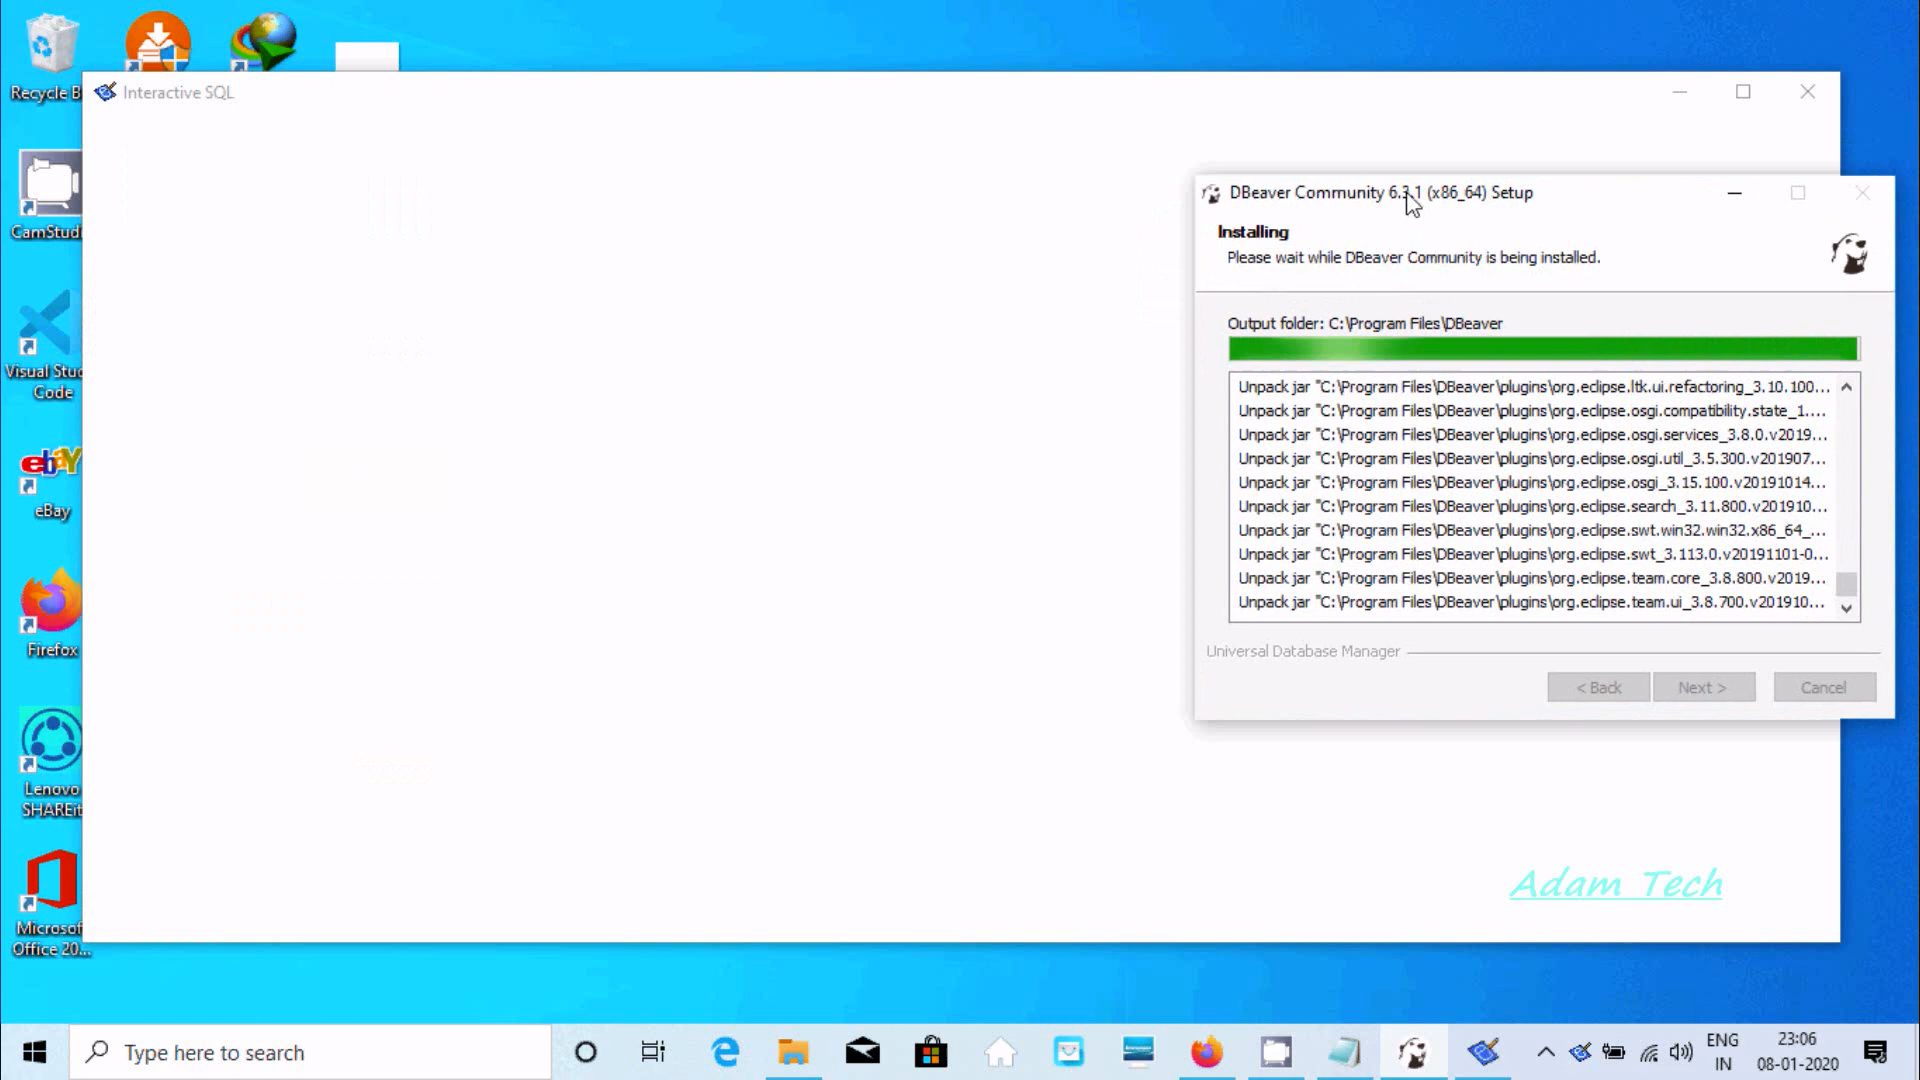 Recycle B
Interactive SQL
CamStudi
Visual Stud
Code
ebay
eBay
Firefox
Lenovo
SHAREit
Microsof
Office 20...
DBeaver Community 6.3.1 (x86_64) Setup
Installing
Please wait while DBeaver Community is being installed.
Output folder: C:\Program Files\DBeaver
Unpack jar "C:\Program Files\DBeaver\plugins\org.eclipse.ltk.ui.refactoring_3.10.100...
Unpack jar "C:\Program Files\DBeaver\plugins\org.eclipse.osgi.compatibility.state_1....
Unpack jar "C:\Program Files\DBeaver\plugins\org.eclipse.osgi.services_3.8.0.v2019...
Unpack jar "C:\Program Files\DBeaver\plugins\org.eclipse.osgi.util_3.5.300.v201907...
Unpack jar "C:\Program Files\DBeaver\plugins\org.eclipse.osgi_3.15.100.v20191014...
Unpack jar "C:\Program Files\DBeaver\plugins\org.eclipse.search_3.11.800.v201910...
Unpack jar "C:\Program Files\DBeaver\plugins\org.eclipse.swt.win32.win32.x86_64_...
Unpack jar "C:\Program Files\DBeaver\plugins\org.eclipse.swt_3.113.0.v20191101-0...
Unpack jar "C:\Program Files\DBeaver\plugins\org.eclipse.team.core_3.8.800.v2019...
Unpack jar "C:\Program Files\DBeaver\plugins\org.eclipse.team.ui_3.8.700.v201910...
Universal Database Manager
< Back
Next >
Cancel
Adam Tech
Type here to search
ENG
IN
23:06
08-01-2020